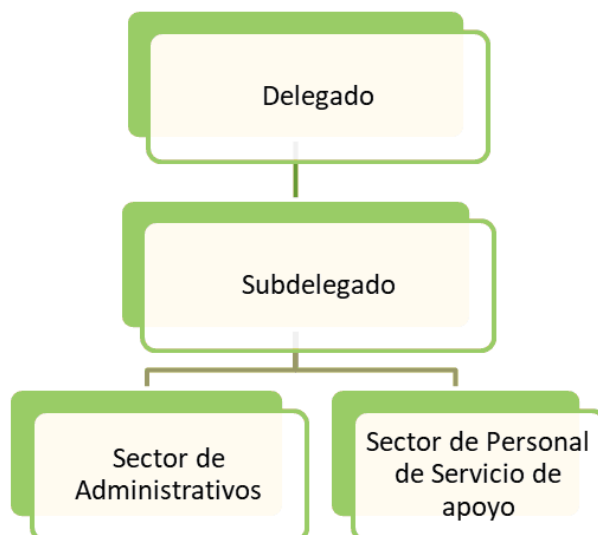 Delegado
Subdelegado
Sector de
Administrativos
Sector de Personal
de Servicio de
apoyo